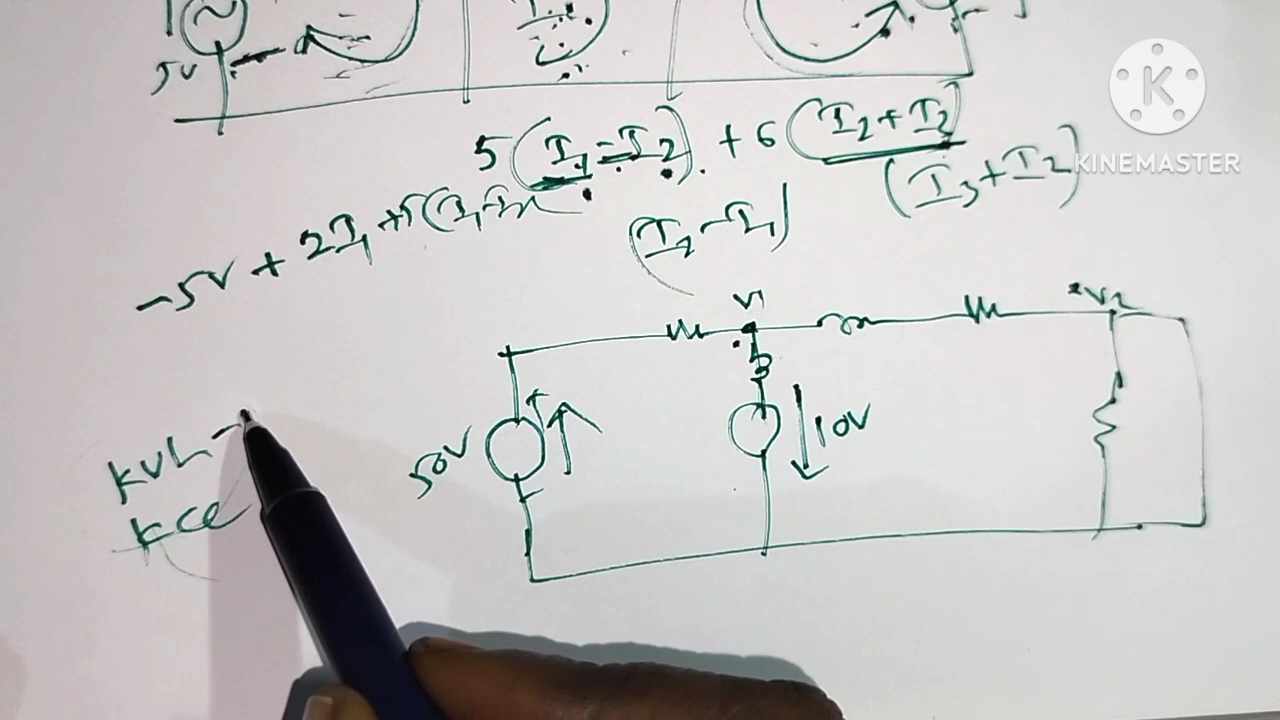 5V
5(I1-I2) + 6(I2+I3)
(I3+I2)
K
KINEMASTER
-5V + 2I1 +5(I1-I2
(I2-I1)
V1
V2
50V
10V
KVL -
KCL